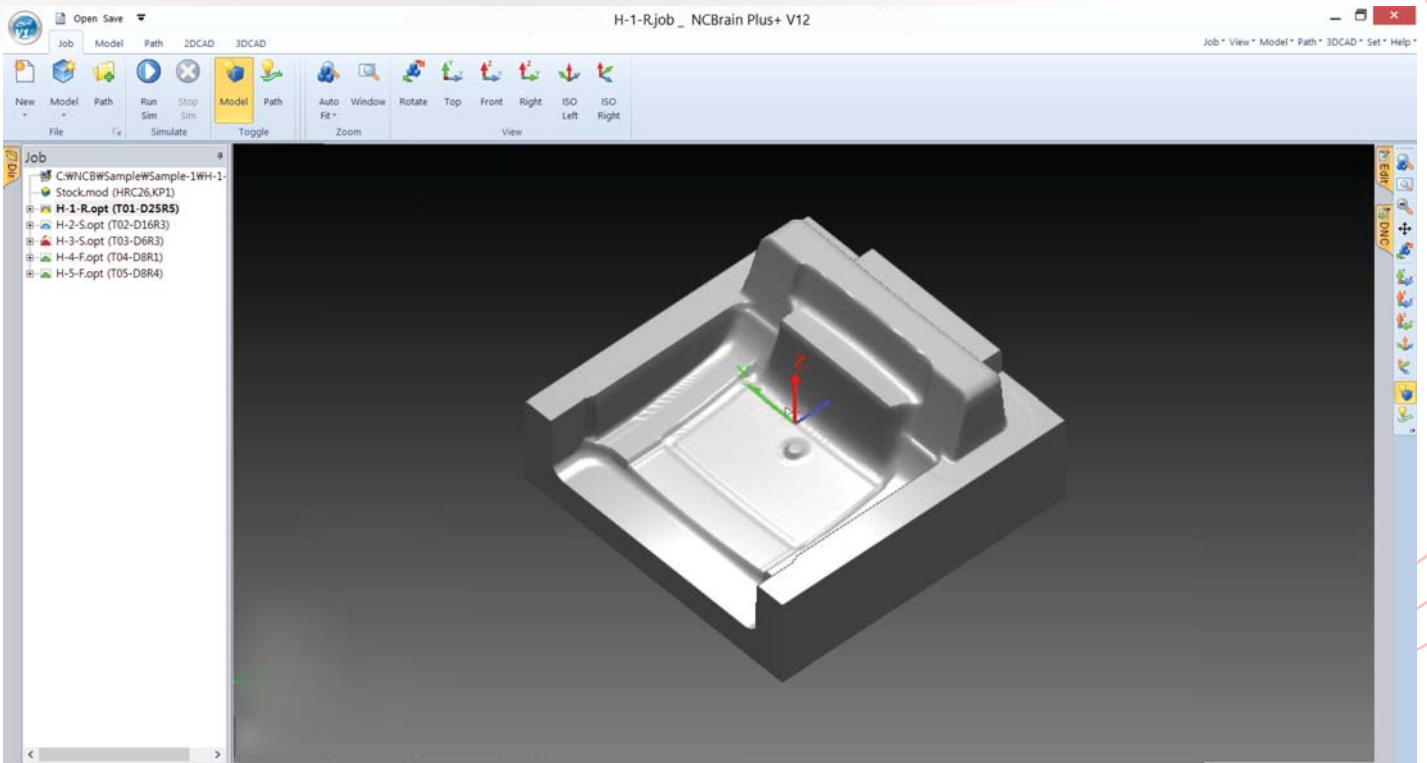 Open Save
H-1-R.job _ NCBrain Plus+ V12
Job Model Path 2DCAD 3DCAD
Job View Model Path 3DCAD Set Help
New
Model
Path
Run Sim
Stop Sim
Model
Path
Auto Fit
Window
Rotate
Top
Front
Right
ISO Left
ISO Right
File
Simulate
Toggle
Zoom
View
Dir
Job
C:₩NCB₩Sample₩Sample-1₩H-1-
Stock.mod (HRC26,KP1)
H-1-R.opt (T01-D25R5)
H-2-S.opt (T02-D16R3)
H-3-S.opt (T03-D6R3)
H-4-F.opt (T04-D8R1)
H-5-F.opt (T05-D8R4)
Z
Edit
DNC